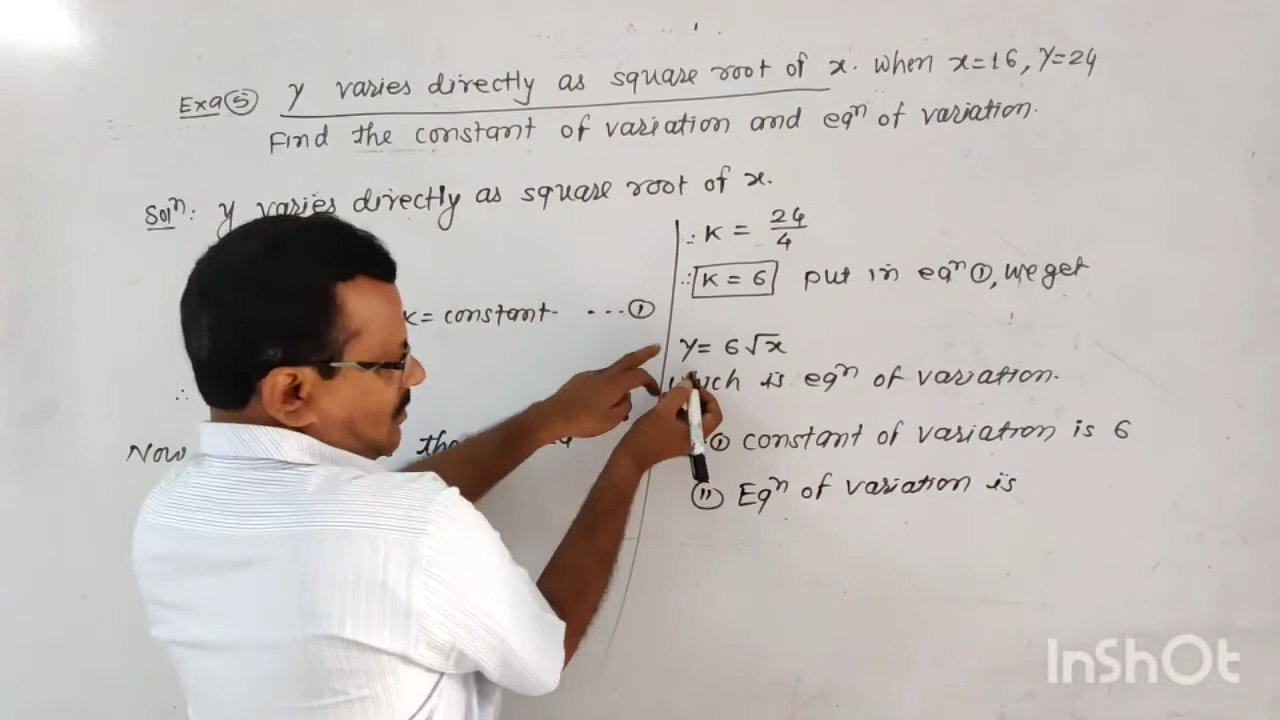 Exa⑤ y varies directly as square root of x. when x=16, y=24
Find the constant of variation and eqⁿ of variation.
Solⁿ: y varies directly as square root of x.
k= constant. ... ①
∴
Now the
∴ k = 24/4
∴ k = 6 put in eqⁿ ①, we get
y= 6√x
which is eqⁿ of variation.
① constant of variation is 6
⑪ Eqⁿ of variation is
InShOt